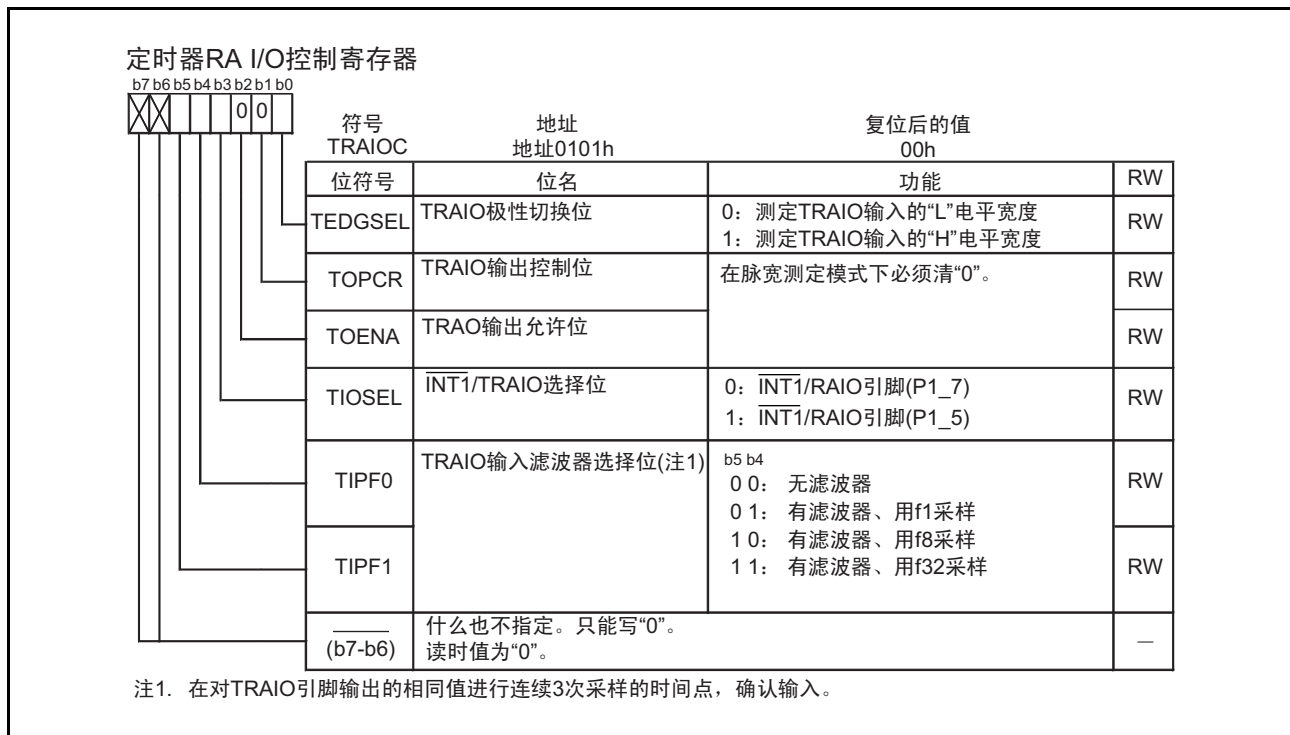 定时器RA I/O控制寄存器
b7 b6 b5 b4 b3 b2 b1 b0
0 0
符号 地址 复位后的值
TRAIOC 地址0101h 00h
位符号 位名 功能 RW
TEDGSEL TRAIO极性切换位 0：测定TRAIO输入的“L”电平宽度 RW
1：测定TRAIO输入的“H”电平宽度
TOPCR TRAIO输出控制位 在脉宽测定模式下必须清“0”。 RW
TOENA TRAO输出允许位 RW
TIOSEL INT1/TRAIO选择位 0：INT1/RAIO引脚(P1_7) RW
1：INT1/RAIO引脚(P1_5)
TIPF0 TRAIO输入滤波器选择位(注1) b5 b4 RW
0 0： 无滤波器
0 1： 有滤波器、用f1采样
1 0： 有滤波器、用f8采样
TIPF1 1 1： 有滤波器、用f32采样 RW
(b7-b6) 什么也不指定。只能写“0”。 —
读时值为“0”。
注1. 在对TRAIO引脚输出的相同值进行连续3次采样的时间点，确认输入。